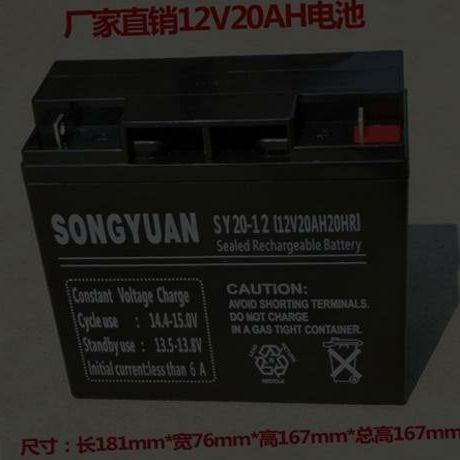 厂家直销12V20AH电池
SONGYUAN
SY20-12 [12V20AH20HR]
Sealed Rechargeable Battery
Constant Voltage Charge
Cycle use : 14.4-15.0V
Standby use : 13.5-13.8V
Initial current:less than 6 A
CAUTION:
AVOID SHORTING TERMINALS.
DO NOT CHARGE
IN A GAS TIGHT CONTAINER.
RECYCLE
尺寸：长181mm*宽76mm*高167mm*总高167mm